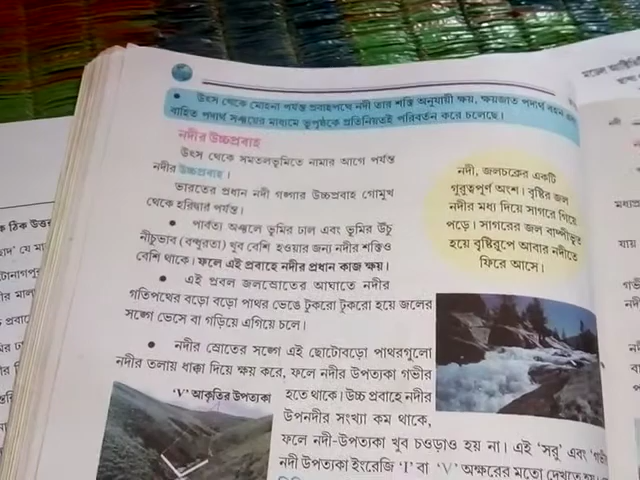 উৎস থেকে মোহনা পর্যন্ত প্রবাহপথে নদী তার শক্তি অনুযায়ী ক্ষয়, ক্ষয়জাত পদার্থ বহন
বাহিত পদার্থ সঞ্চয়ের মাধ্যমে ভূপৃষ্ঠকে প্রতিনিয়তই পরিবর্তন করে চলেছে।
নদীর উচ্চপ্রবাহ
উৎস থেকে সমতলভূমিতে নামার আগে পর্যন্ত
নদীর উচ্চপ্রবাহ।
ভারতের প্রধান নদী গঙ্গার উচ্চপ্রবাহ গোমুখ
থেকে হরিদ্বার পর্যন্ত।
• পার্বত্য অঞ্চলে ভূমির ঢাল এবং ভূমির উঁচু
নীচুভাব (বন্ধুরতা) খুব বেশি হওয়ার জন্য নদীর শক্তিও
বেশি থাকে। ফলে এই প্রবাহে নদীর প্রধান কাজ ক্ষয়।
• এই প্রবল জলস্রোতের আঘাতে নদীর
গতিপথের বড়ো বড়ো পাথর ভেঙে টুকরো টুকরো হয়ে জলের
সঙ্গে ভেসে বা গড়িয়ে এগিয়ে চলে।
• নদীর স্রোতের সঙ্গে এই ছোটোবড়ো পাথরগুলো
নদীর তলায় ধাক্কা দিয়ে ক্ষয় করে, ফলে নদীর উপত্যকা গভীর
হতে থাকে। উচ্চ প্রবাহে নদীর
উপনদীর সংখ্যা কম থাকে,
ফলে নদী-উপত্যকা খুব চওড়াও হয় না। এই 'সরু' এবং 'গভীর
নদী উপত্যকা ইংরেজি 'I' বা 'V' অক্ষরের মতো দেখতে হয়।
'V' আকৃতির উপত্যকা
নদী, জলচক্রের একটি
গুরুত্বপূর্ণ অংশ। বৃষ্টির জল
নদীর মধ্য দিয়ে সাগরে গিয়ে
পড়ে। সাগরের জল বাষ্পীভূত
হয়ে বৃষ্টিরূপে আবার নদীতে
ফিরে আসে।